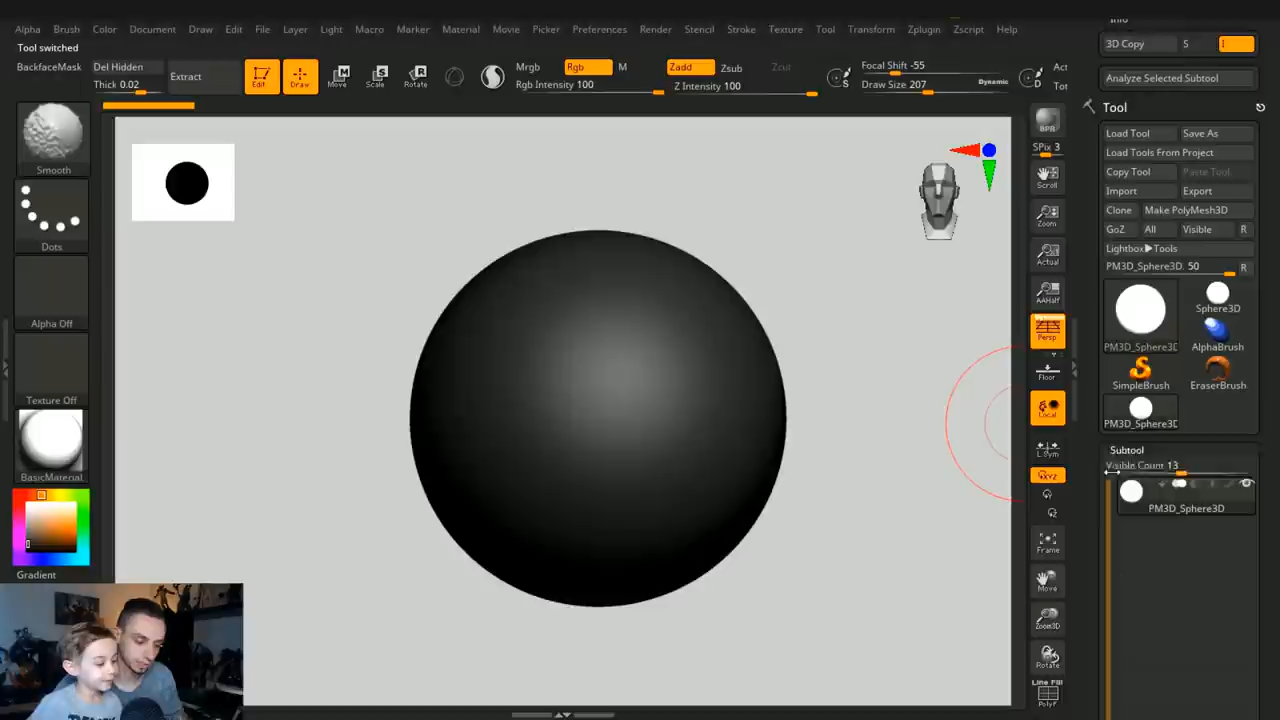 Alpha Brush Color Document Draw Edit File Layer Light Macro Marker Material Movie Picker Preferences Render Stencil Stroke Texture Tool Transform Zplugin Zscript Help
Tool switched
BackfaceMask
Del Hidden
Thick 0.02
Extract
Edit
Draw
Move
Scale
Rotate
Mrgb Rgb M
Rgb Intensity 100
Zadd Zsub Zcut
Z Intensity 100
S
Focal Shift -55
Draw Size 207
Dynamic
D
Smooth
Dots
Alpha Off
Texture Off
BasicMaterial
Gradient
BPR
SPix 3
Scroll
Zoom
Actual
AAHalf
Dynamic
Persp
Floor
Local
L.Sym
Frame
Move
Zoom3D
Rotate
Line Fill
PolyF
3D Copy S
Analyze Selected Subtool
Tool
Load Tool Save As
Load Tools From Project
Copy Tool Paste Tool
Import Export
Clone Make PolyMesh3D
GoZ All Visible R
Lightbox▶Tools
PM3D_Sphere3D. 50 R
PM3D_Sphere3D
Sphere3D
AlphaBrush
SimpleBrush
EraserBrush
PM3D_Sphere3D
Subtool
Visible Count 13
PM3D_Sphere3D